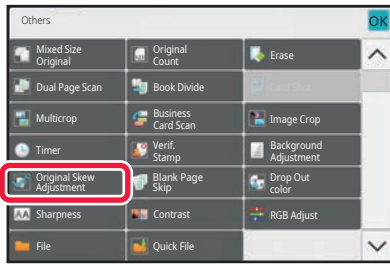 Others
OK
Mixed Size
Original
Original
Count
Erase
Dual Page Scan
Book Divide
Card Shot
Multicrop
Business
Card Scan
Image Crop
Timer
Verif.
Stamp
Background
Adjustment
Original Skew
Adjustment
Blank Page
Skip
Drop Out
color
Sharpness
Contrast
RGB Adjust
File
Quick File